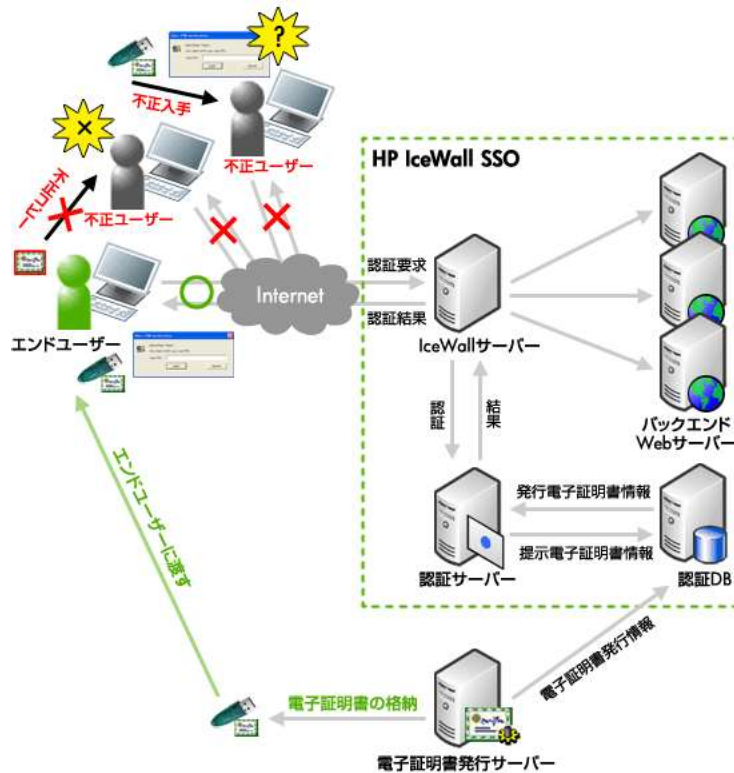 ?
不正入手
×
不正ユーザー
不正コピー
不正ユーザー
HP IceWall SSO
Internet
認証要求
認証結果
エンドユーザー
IceWallサーバー
認証
結果
バックエンド
Webサーバー
発行電子証明書情報
提示電子証明書情報
認証サーバー
認証DB
エンドユーザーに渡す
電子証明書発行情報
電子証明書の格納
電子証明書発行サーバー